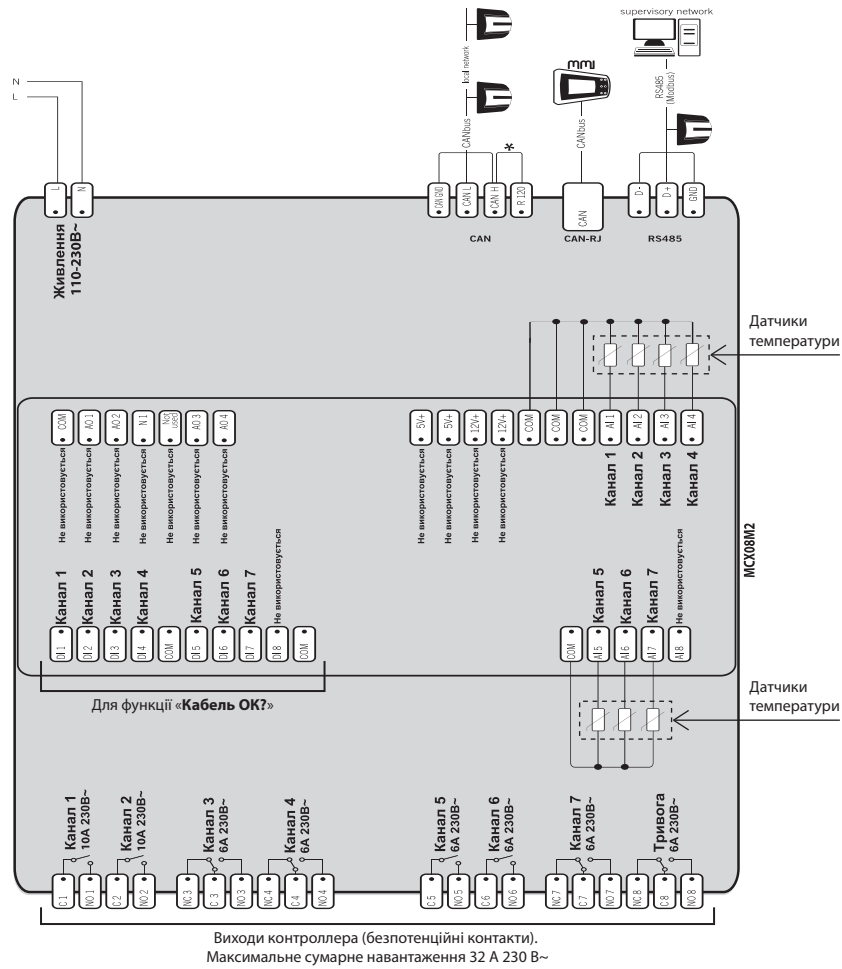 supervisory network
local network
CANbus
mmi
CANbus
RS485
(Modbus)
N
L
*
L
N
CAN GND
CAN L
CAN H
R 120
CAN
D-
D+
GND
Живлення
110-230В~
CAN
CAN-RJ
RS485
Датчики
температури
COM
AO 1
AO 2
N 1
Not
used
AO 3
AO 4
5V+
5V+
12V+
12V+
COM
COM
COM
AI 1
AI 2
AI 3
AI 4
Не використовується
Не використовується
Не використовується
Не використовується
Не використовується
Не використовується
Не використовується
Не використовується
Не використовується
Не використовується
Не використовується
Канал 1
Канал 2
Канал 3
Канал 4
MCX08M2
Канал 1
Канал 2
Канал 3
Канал 4
Канал 5
Канал 6
Канал 7
Не використовується
Канал 5
Канал 6
Канал 7
Не використовується
DI 1
DI 2
DI 3
DI 4
COM
DI 5
DI 6
DI 7
DI 8
COM
COM
AI 5
AI 6
AI 7
AI 8
Для функції «Кабель ОК?»
Датчики
температури
Канал 1
10А 230В~
Канал 2
10А 230В~
Канал 3
6А 230В~
Канал 4
6А 230В~
Канал 5
6А 230В~
Канал 6
6А 230В~
Канал 7
6А 230В~
Тривога
6А 230В~
C 1
NO 1
C 2
NO 2
NC 3
C 3
NO 3
NC 4
C 4
NO 4
C 5
NO 5
C 6
NO 6
NC 7
C 7
NO 7
NC 8
C 8
NO 8
Виходи контроллера (безпотенційні контакти).
Максимальне сумарне навантаження 32 А 230 В~